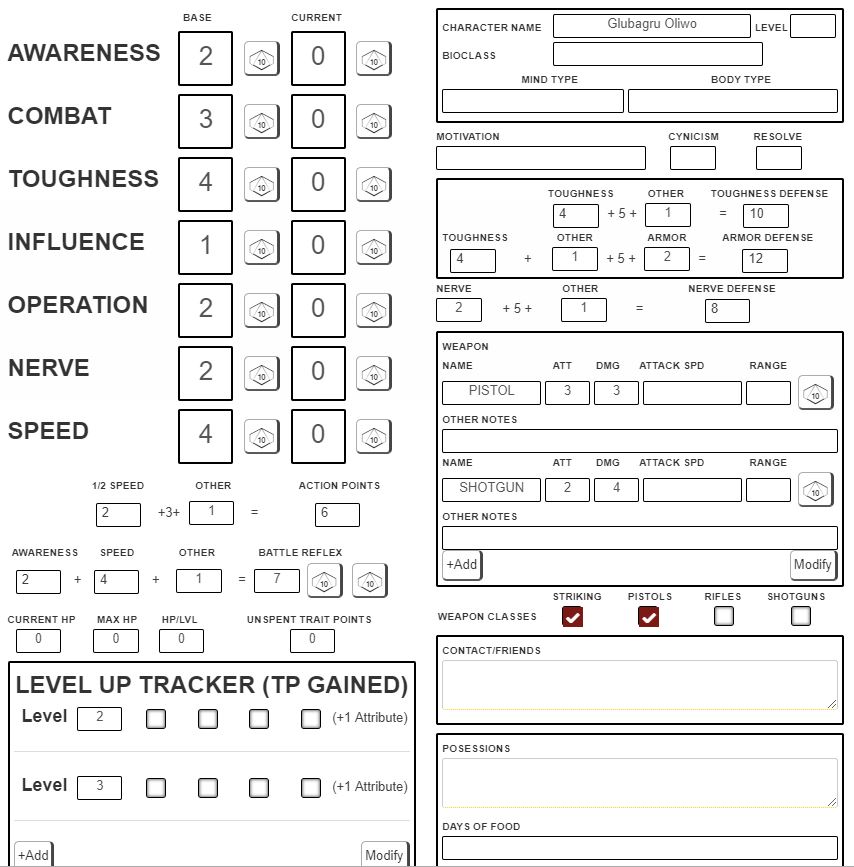 BASE CURRENT
AWARENESS 2 10 0 10
COMBAT 3 10 0 10
TOUGHNESS 4 10 0 10
INFLUENCE 1 10 0 10
OPERATION 2 10 0 10
NERVE 2 10 0 10
SPEED 4 10 0 10
1/2 SPEED OTHER ACTION POINTS
2 +3+ 1 = 6
AWARENESS SPEED OTHER BATTLE REFLEX
2 + 4 + 1 = 7 10 10
CURRENT HP MAX HP HP/LVL UNSPENT TRAIT POINTS
0 0 0 0
LEVEL UP TRACKER (TP GAINED)
Level 2 (+1 Attribute)
Level 3 (+1 Attribute)
+Add Modify
CHARACTER NAME Glubagru Oliwo LEVEL
BIOCLASS
MIND TYPE BODY TYPE
MOTIVATION CYNICISM RESOLVE
TOUGHNESS OTHER TOUGHNESS DEFENSE
4 + 5 + 1 = 10
TOUGHNESS OTHER ARMOR ARMOR DEFENSE
4 + 1 + 5 + 2 = 12
NERVE OTHER NERVE DEFENSE
2 + 5 + 1 = 8
WEAPON
NAME ATT DMG ATTACK SPD RANGE
PISTOL 3 3 10
OTHER NOTES
NAME ATT DMG ATTACK SPD RANGE
SHOTGUN 2 4 10
OTHER NOTES
+Add Modify
STRIKING PISTOLS RIFLES SHOTGUNS
WEAPON CLASSES
CONTACT/FRIENDS
POSESSIONS
DAYS OF FOOD